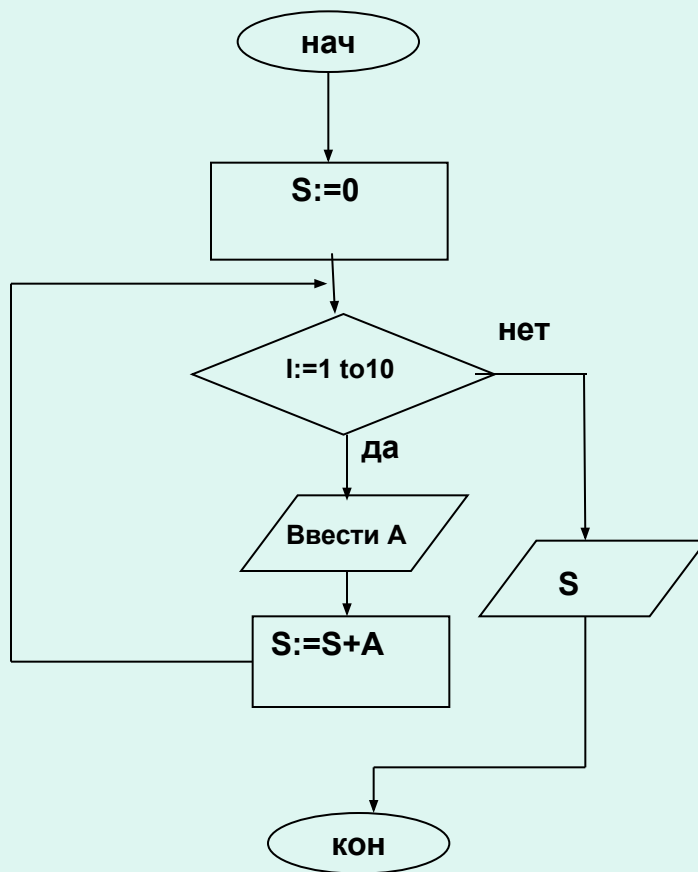 нач
S:=0
нет
I:=1 to10
да
Ввести А
S
S:=S+A
кон